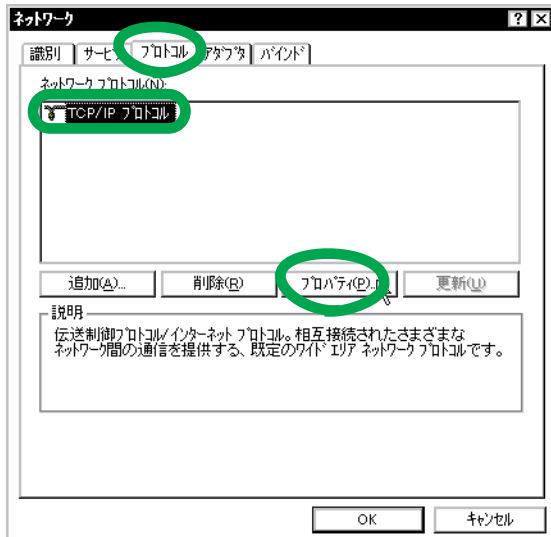 ネットワーク
識別 サービス プロトコル アダプタ バインド
ネットワーク プロトコル(N):
TCP/IP プロトコル
追加(A)... 削除(R) プロパティ(P)... 更新(U)
説明
伝送制御プロトコル/インターネット プロトコル。相互接続されたさまざまな
ネットワーク間の通信を提供する、既定のワイド エリア ネットワーク プロトコルです。
OK キャンセル